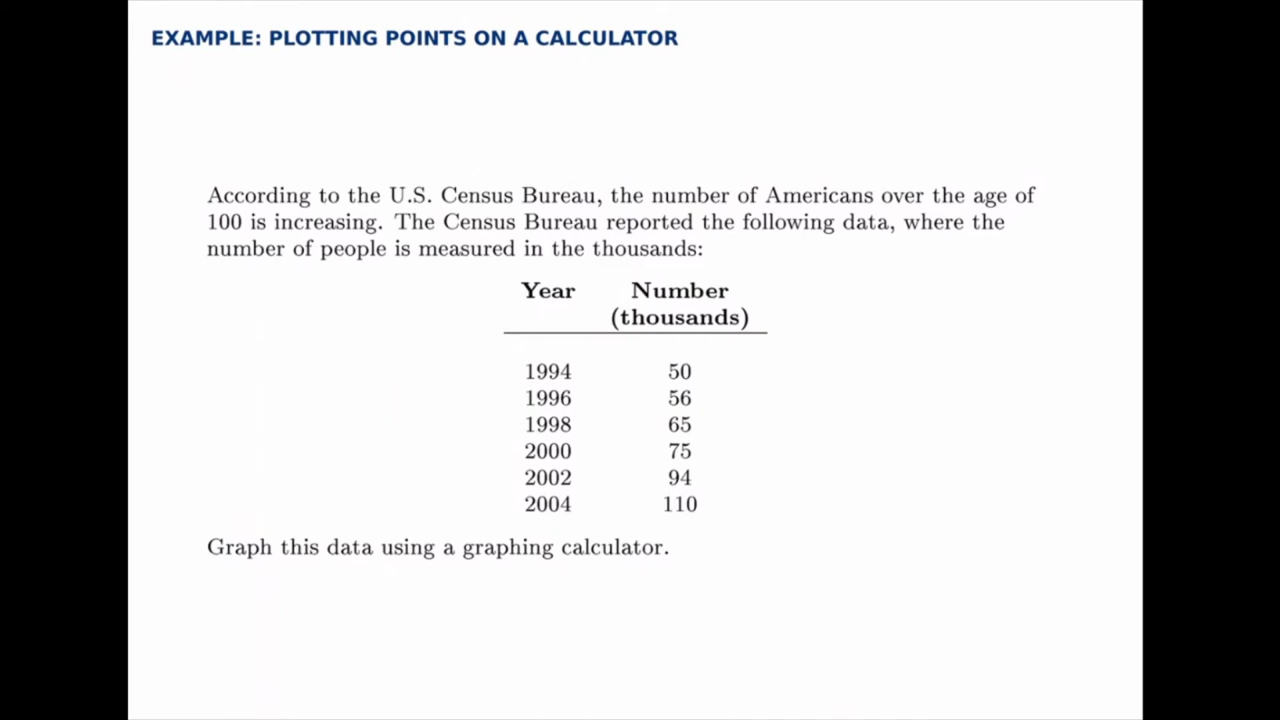 EXAMPLE: PLOTTING POINTS ON A CALCULATOR
According to the U.S. Census Bureau, the number of Americans over the age of
100 is increasing. The Census Bureau reported the following data, where the
number of people is measured in the thousands:
Year Number
(thousands)
1994 50
1996 56
1998 65
2000 75
2002 94
2004 110
Graph this data using a graphing calculator.